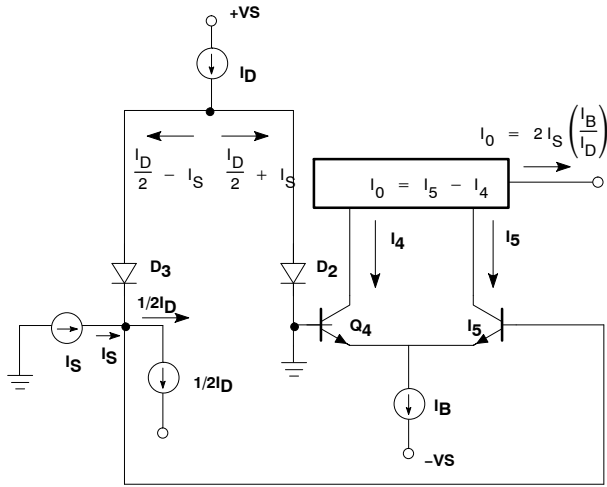 +VS
I_D
I_0 = 2 I_S (I_B / I_D)
I_D/2 − I_S
I_D/2 + I_S
I_0 = I_5 − I_4
I_4
I_5
D_3
D_2
1/2I_D
Q_4
I_5
I_S
I_S
1/2I_D
I_B
−VS